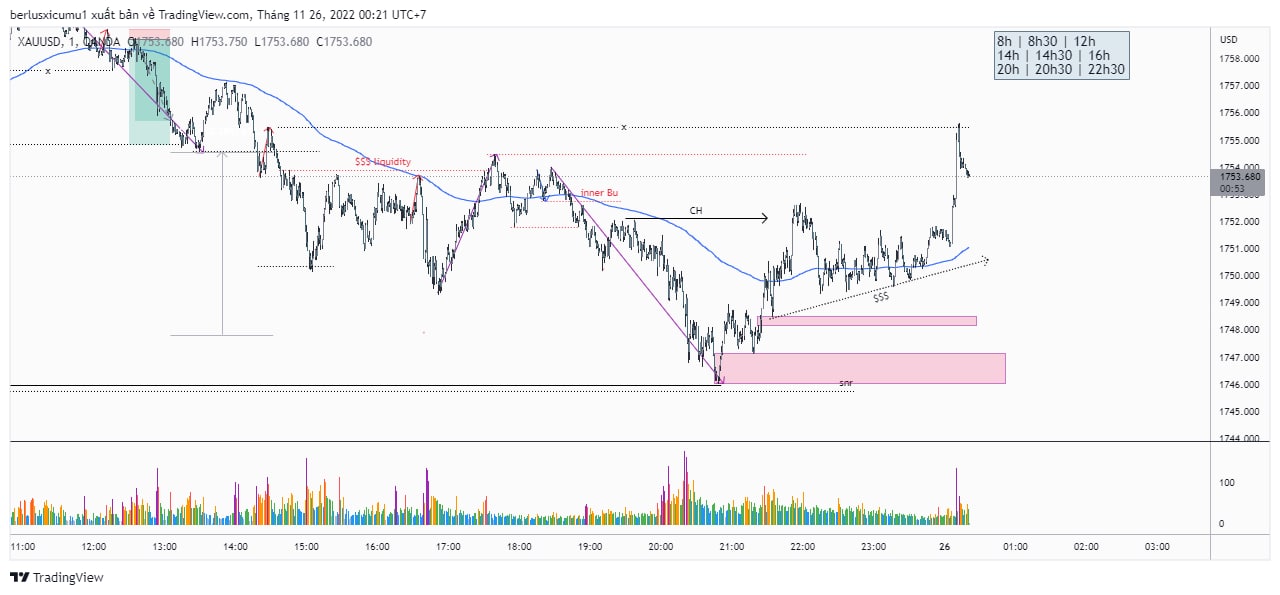 berlusxicumu1 xuất bản về TradingView.com, Tháng 11 26, 2022 00:21 UTC+7
XAUUSD, 1, OANDA O1753.680 H1753.750 L1753.680 C1753.680
8h | 8h30 | 12h
14h | 14h30 | 16h
20h | 20h30 | 22h30
USD
1758.000
1757.000
1756.000
1755.000
1754.000
1753.680
00:53
1752.000
1751.000
1750.000
1749.000
1748.000
1747.000
1746.000
1745.000
1744.000
x
x
$$$ liquidity
inner Bu
CH
$$$
snr
100
0
11:00 12:00 13:00 14:00 15:00 16:00 17:00 18:00 19:00 20:00 21:00 22:00 23:00 26 01:00 02:00 03:00
TradingView